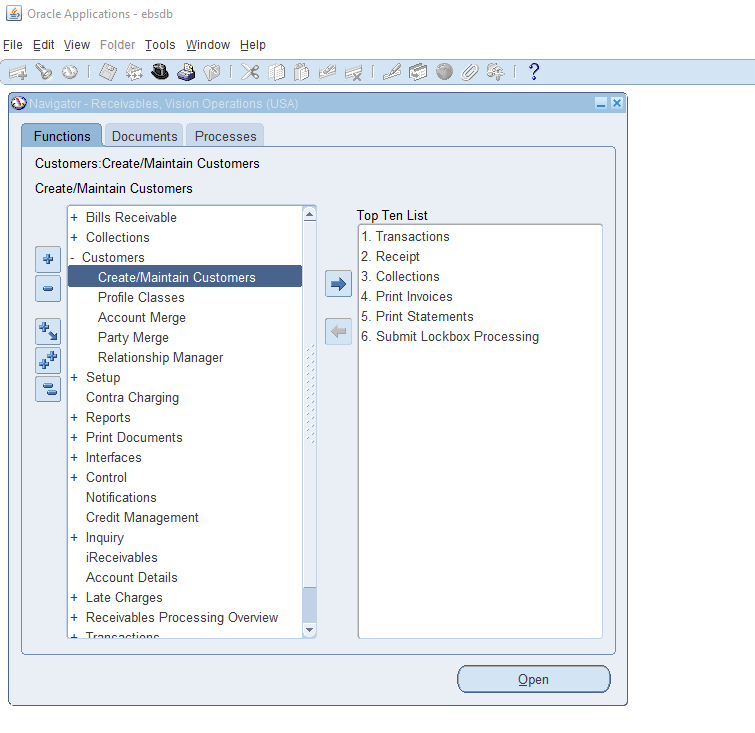 Oracle Applications - ebsdb
File Edit View Folder Tools Window Help
?
Navigator - Receivables, Vision Operations (USA)
Functions Documents Processes
Customers:Create/Maintain Customers
Create/Maintain Customers
+ Bills Receivable
+ Collections
- Customers
Create/Maintain Customers
Profile Classes
Account Merge
Party Merge
Relationship Manager
+ Setup
Contra Charging
+ Reports
+ Print Documents
+ Interfaces
+ Control
Notifications
Credit Management
+ Inquiry
iReceivables
Account Details
+ Late Charges
+ Receivables Processing Overview
+ Transactions
Top Ten List
1. Transactions
2. Receipt
3. Collections
4. Print Invoices
5. Print Statements
6. Submit Lockbox Processing
Open